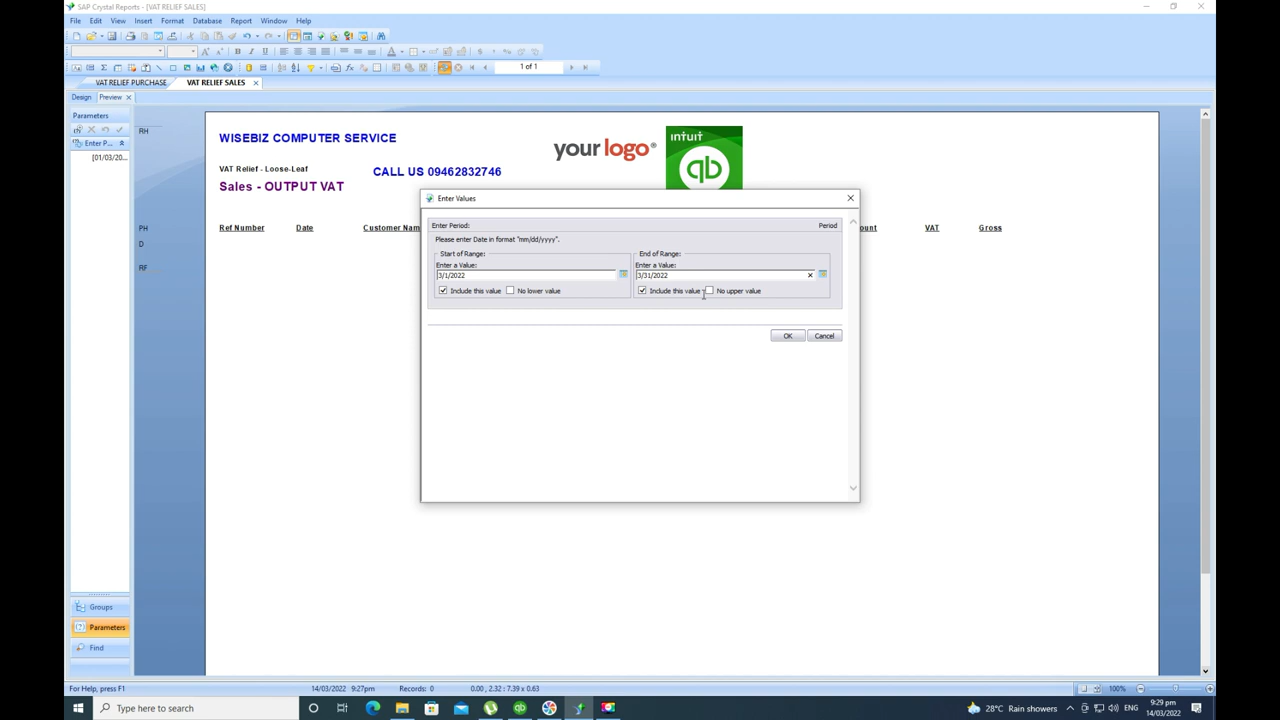 SAP Crystal Reports - [VAT RELIEF SALES]
File Edit View Insert Format Database Report Window Help
1 of 1
VAT RELIEF PURCHASE VAT RELIEF SALES
Design Preview
Parameters
Enter P...
[01/03/20...
RH
PH
D
RF
WISEBIZ COMPUTER SERVICE
VAT Relief - Loose-Leaf
CALL US 09462832746
Sales - OUTPUT VAT
your logo
intuit
qb
Ref Number Date Customer Nam ount VAT Gross
Enter Values
Enter Period: Period
Please enter Date in format "mm/dd/yyyy".
Start of Range: End of Range:
Enter a Value: Enter a Value:
3/1/2022 3/31/2022
Include this value No lower value Include this value No upper value
OK Cancel
Groups
Parameters
Find
For Help, press F1 14/03/2022 9:27pm Records: 0 0.00 , 2.32 : 7.39 x 0.63 100%
Type here to search
28°C Rain showers ENG 9:29 pm
14/03/2022